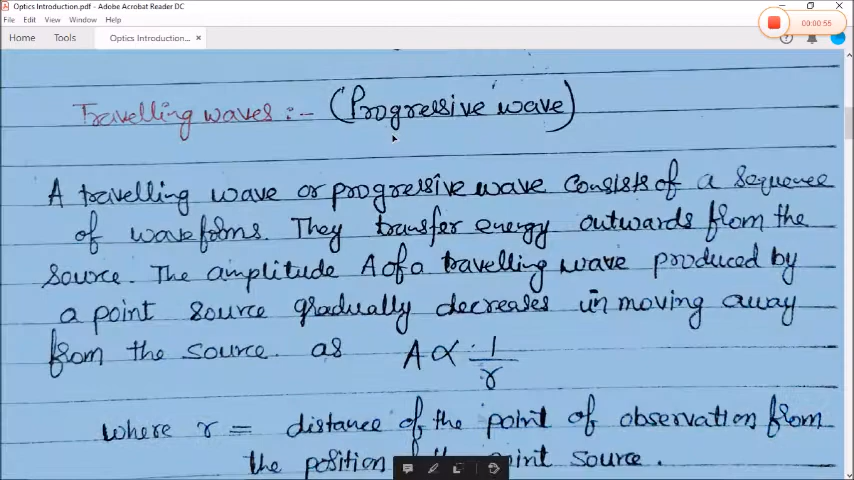 Optics Introduction.pdf - Adobe Acrobat Reader DC
File Edit View Window Help
00:00:55
Home Tools Optics Introduction... ×
Travelling waves :- (Progressive wave)
A travelling wave or progressive wave consists of a sequence
of waveforms. They transfer energy outwards from the
source. The amplitude A of a travelling wave produced by
a point source gradually decreases in moving away
from the source as A ∝ 1/r
where r = distance of the point of observation from
the position point source.